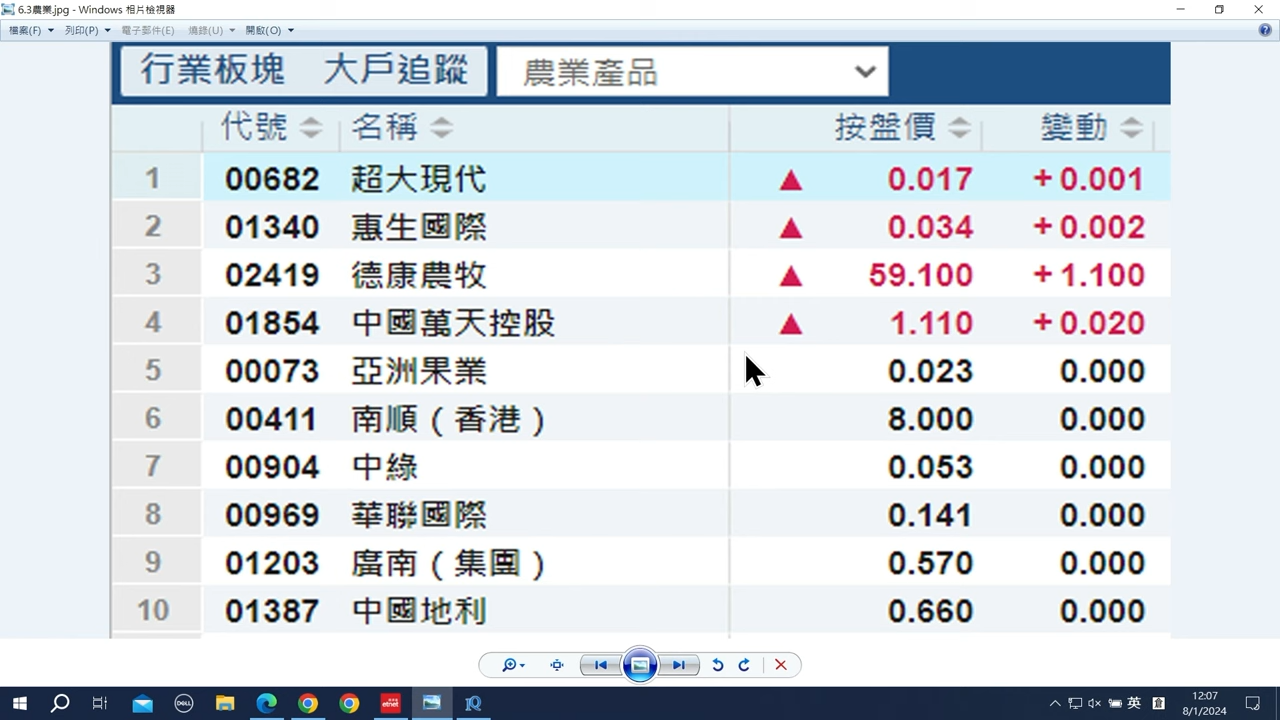 6.3農業.jpg - Windows 相片檢視器
檔案(F) 列印(P) 電子郵件(E) 燒錄(U) 開啟(O)
行業板塊 大戶追蹤 農業產品
代號 名稱 按盤價 變動
1 00682 超大現代 ▲ 0.017 +0.001
2 01340 惠生國際 ▲ 0.034 +0.002
3 02419 德康農牧 ▲ 59.100 +1.100
4 01854 中國萬天控股 ▲ 1.110 +0.020
5 00073 亞洲果業 0.023 0.000
6 00411 南順（香港） 8.000 0.000
7 00904 中綠 0.053 0.000
8 00969 華聯國際 0.141 0.000
9 01203 廣南（集團） 0.570 0.000
10 01387 中國地利 0.660 0.000
DELL etnet IQ 英 12:07
8/1/2024